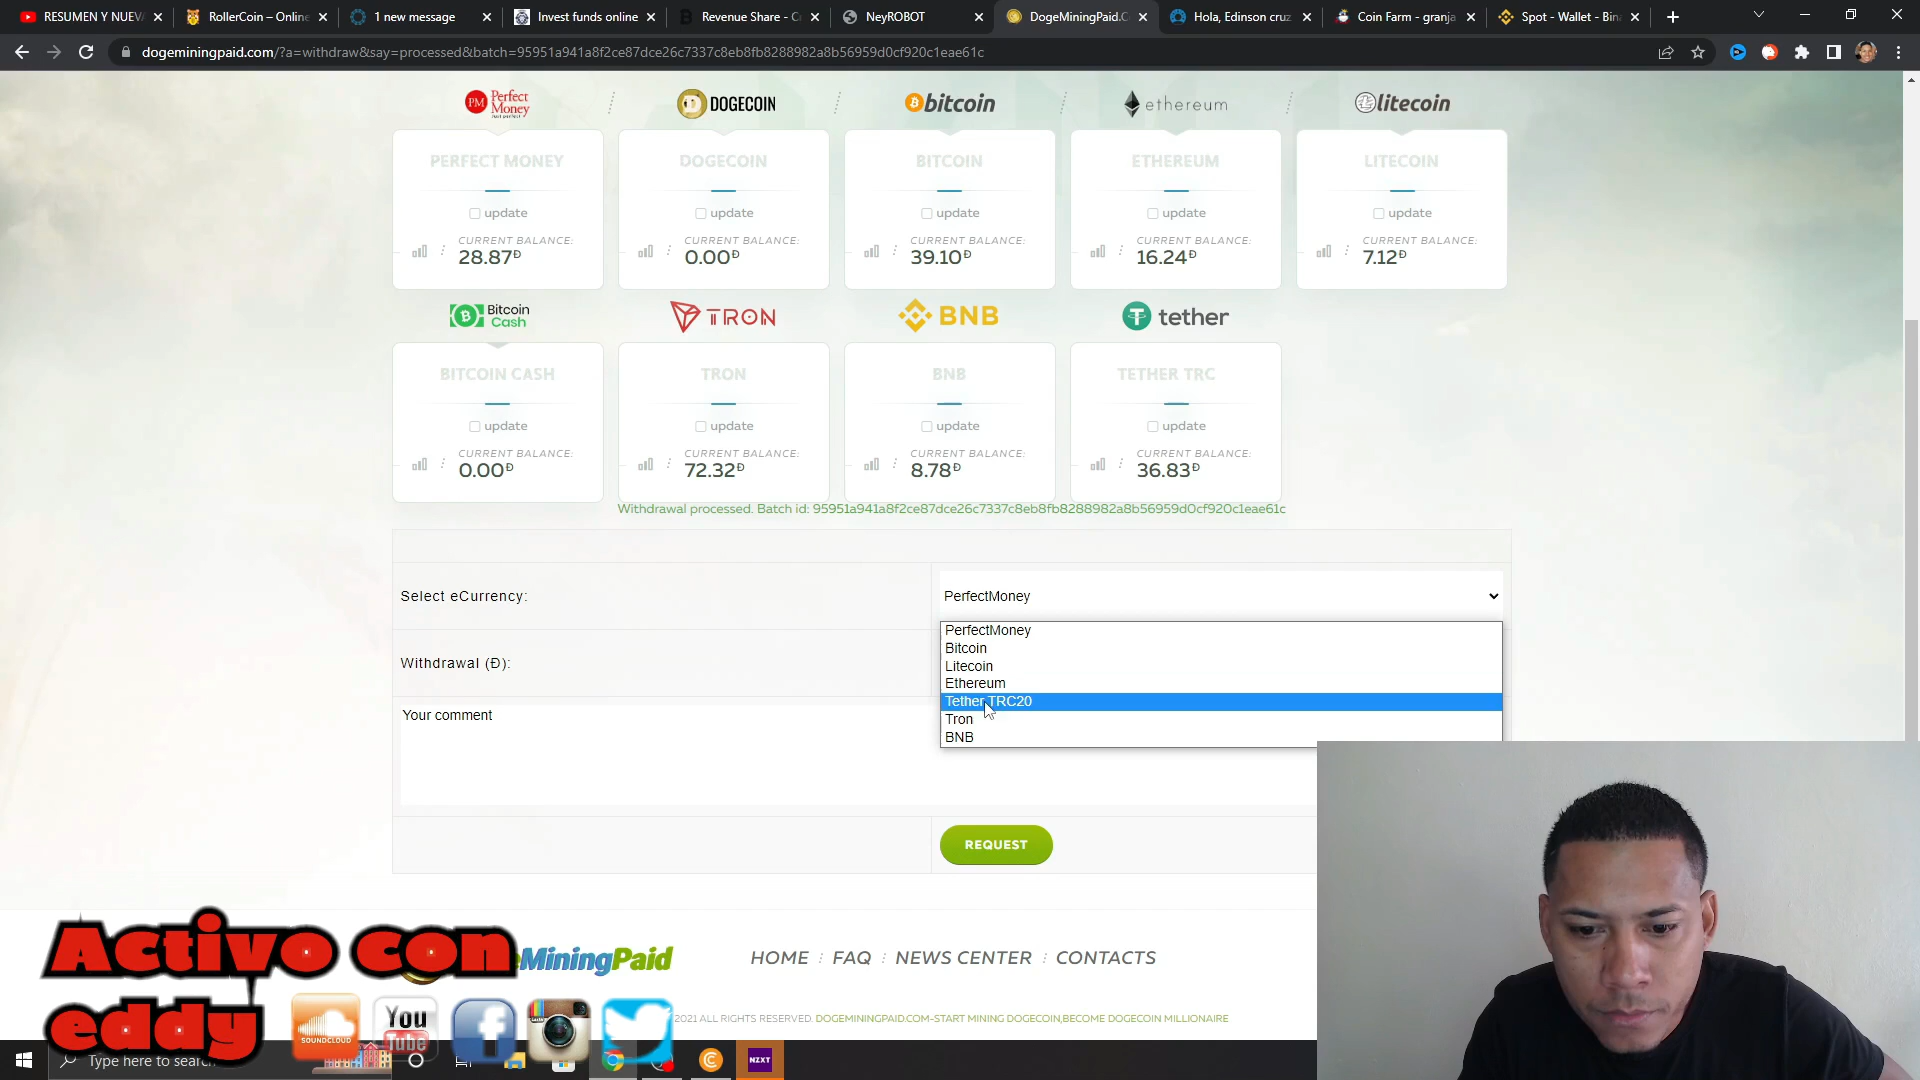 RESUMEN Y NUEVA
RollerCoin – Online
1 new message
Invest funds online
Revenue Share - C
NeyROBOT
DogeMiningPaid.C
Hola, Edinson cruz
Coin Farm - granja
Spot - Wallet - Bin
dogeminingpaid.com/?a=withdraw&say=processed&batch=95951a941a8f2ce87dce26c7337c8eb8fb8288982a8b56959d0cf920c1eae61c
PM Perfect Money
DOGECOIN
bitcoin
ethereum
litecoin
PERFECT MONEY
DOGECOIN
BITCOIN
ETHEREUM
LITECOIN
update
update
update
update
update
CURRENT BALANCE:
CURRENT BALANCE:
CURRENT BALANCE:
CURRENT BALANCE:
CURRENT BALANCE:
28.87Đ
0.00Đ
39.10Đ
16.24Đ
7.12Đ
Bitcoin Cash
TRON
BNB
tether
BITCOIN CASH
TRON
BNB
TETHER TRC
update
update
update
update
CURRENT BALANCE:
CURRENT BALANCE:
CURRENT BALANCE:
CURRENT BALANCE:
0.00Đ
72.32Đ
8.78Đ
36.83Đ
Withdrawal processed. Batch id: 95951a941a8f2ce87dce26c7337c8eb8fb8288982a8b56959d0cf920c1eae61c
Select eCurrency:
PerfectMoney
PerfectMoney
Bitcoin
Litecoin
Ethereum
Tether TRC20
Tron
BNB
Withdrawal (Đ):
Your comment
REQUEST
Activo con
eddy
MiningPaid
HOME : FAQ : NEWS CENTER : CONTACTS
SOUNDCLOUD
You Tube
2021 ALL RIGHTS RESERVED. DOGEMININGPAID.COM-START MINING DOGECOIN,BECOME DOGECOIN MILLIONAIRE
Type here to search
NZXT